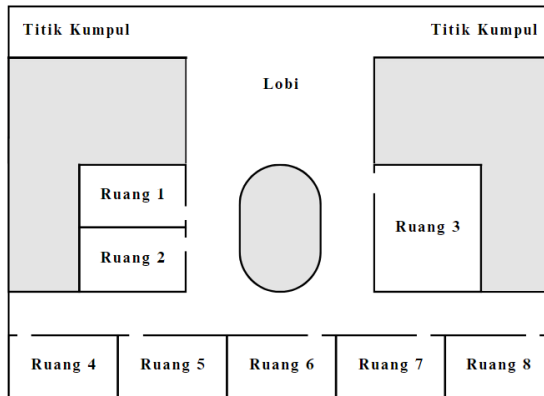 Titik Kumpul
Titik Kumpul
Lobi
Ruang 1
Ruang 2
Ruang 3
Ruang 4
Ruang 5
Ruang 6
Ruang 7
Ruang 8